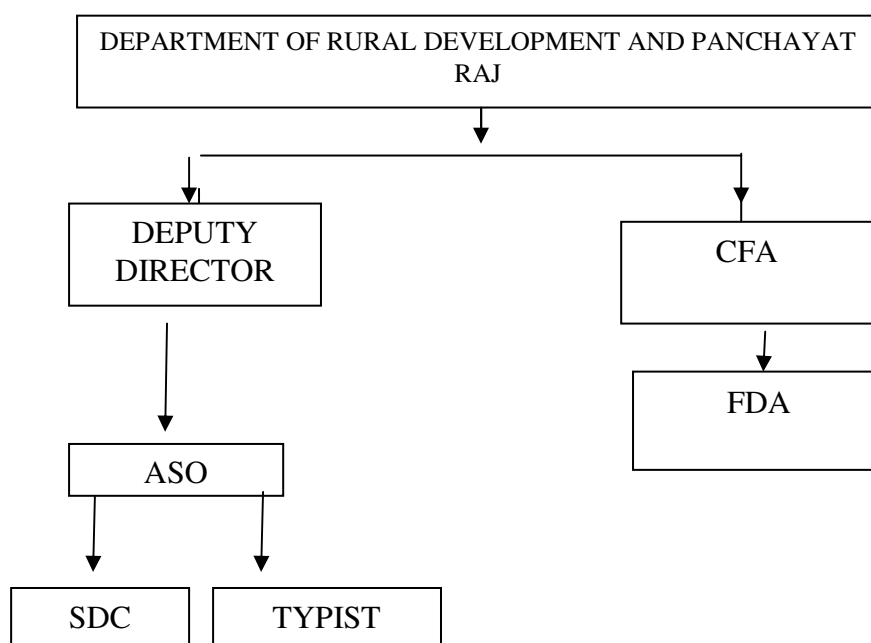 DEPARTMENT OF RURAL DEVELOPMENT AND PANCHAYAT
RAJ
DEPUTY
DIRECTOR
CFA
FDA
ASO
SDC
TYPIST